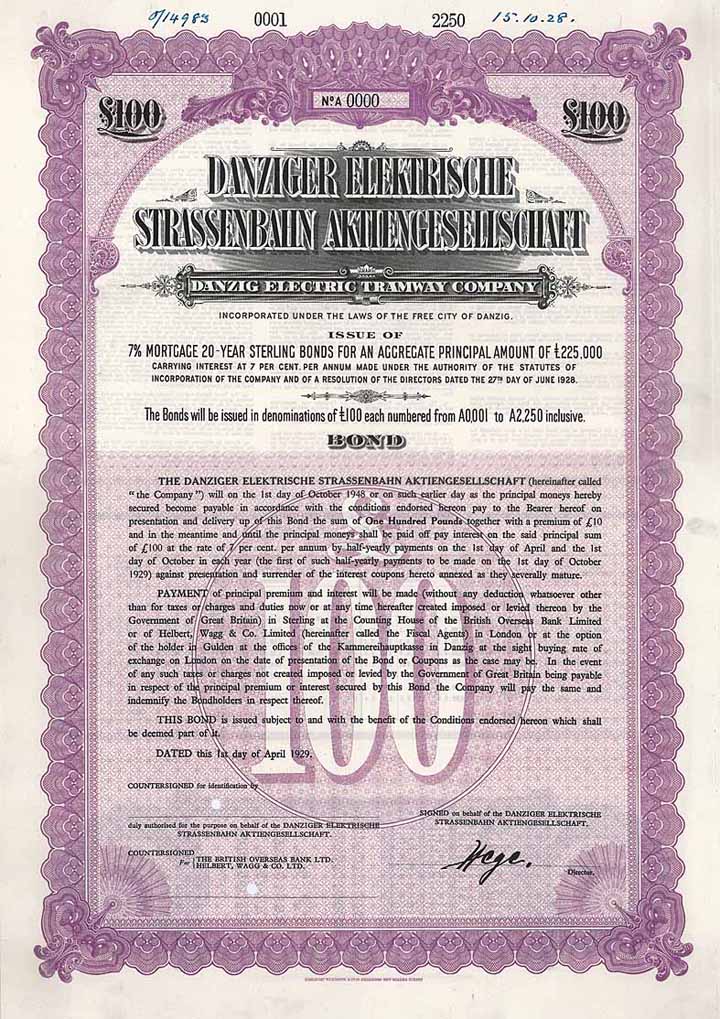 0/14983 0001 2250 15.10.28.
№A 0000
£100 £100
DANZIGER ELEKTRISCHE
STRASSENBAHN AKTIENGESELLSCHAFT
DANZIG ELECTRIC TRAMWAY COMPANY
INCORPORATED UNDER THE LAWS OF THE FREE CITY OF DANZIG.
ISSUE OF
7% MORTGAGE 20-YEAR STERLING BONDS FOR AN AGGREGATE PRINCIPAL AMOUNT OF £225,000
CARRYING INTEREST AT 7 PER CENT. PER ANNUM MADE UNDER THE AUTHORITY OF THE STATUTES OF
INCORPORATION OF THE COMPANY AND OF A RESOLUTION OF THE DIRECTORS DATED THE 27TH DAY OF JUNE 1928.
The Bonds will be issued in denominations of £100 each numbered from A0,001 to A2,250 inclusive.
BOND
THE DANZIGER ELEKTRISCHE STRASSENBAHN AKTIENGESELLSCHAFT (hereinafter called
"the Company") will on the 1st day of October 1948 or on such earlier day as the principal moneys hereby
secured become payable in accordance with the conditions endorsed hereon pay to the Bearer hereof on
presentation and delivery up of this Bond the sum of One Hundred Pounds together with a premium of £10
and in the meantime and until the principal moneys shall be paid off pay interest on the said principal sum
of £100 at the rate of 7 per cent. per annum by half-yearly payments on the 1st day of April and the 1st
day of October in each year (the first of such half-yearly payments to be made on the 1st day of October
1929) against presentation and surrender of the interest coupons hereto annexed as they severally mature.
PAYMENT of principal premium and interest will be made (without any deduction whatsoever other
than for taxes or charges and duties now or at any time hereafter created imposed or levied thereon by the
Government of Great Britain) in Sterling at the Counting House of the British Overseas Bank Limited
or of Helbert, Wagg & Co. Limited (hereinafter called the Fiscal Agents) in London or at the option
of the holder in Gulden at the offices of the Kammereihauptkasse in Danzig at the sight buying rate of
exchange on London on the date of presentation of the Bond or Coupons as the case may be. In the event
of any such taxes or charges not created imposed or levied by the Government of Great Britain being payable
in respect of the principal premium or interest secured by this Bond the Company will pay the same and
indemnify the Bondholders in respect thereof.
THIS BOND is issued subject to and with the benefit of the Conditions endorsed hereon which shall
be deemed part of it.
DATED this 1st day of April 1929.
£100
COUNTERSIGNED for identification by
duly authorised for the purpose on behalf of the DANZIGER ELEKTRISCHE
STRASSENBAHN AKTIENGESELLSCHAFT.
SIGNED on behalf of the DANZIGER ELEKTRISCHE
STRASSENBAHN AKTIENGESELLSCHAFT.
COUNTERSIGNED
For THE BRITISH OVERSEAS BANK LTD.
HELBERT, WAGG & CO. LTD.
Hege.
Director.